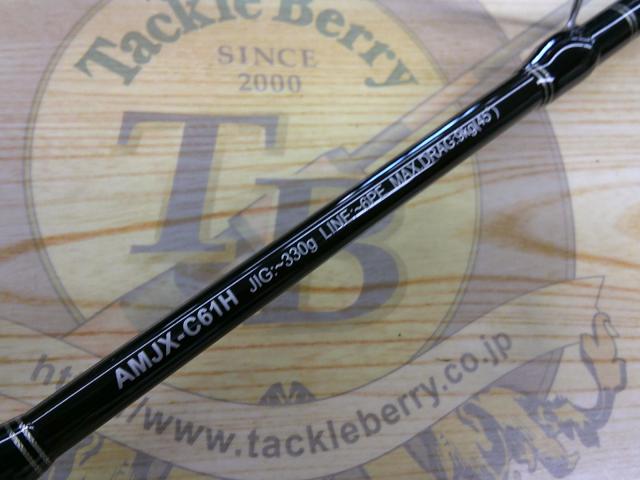 Tackle Berry
SINCE
2000
TB
AMJX-C61H JIG:~330g LINE:~6PE MAX DRAG:9kg(45°)
http://www.tackleberry.co.jp